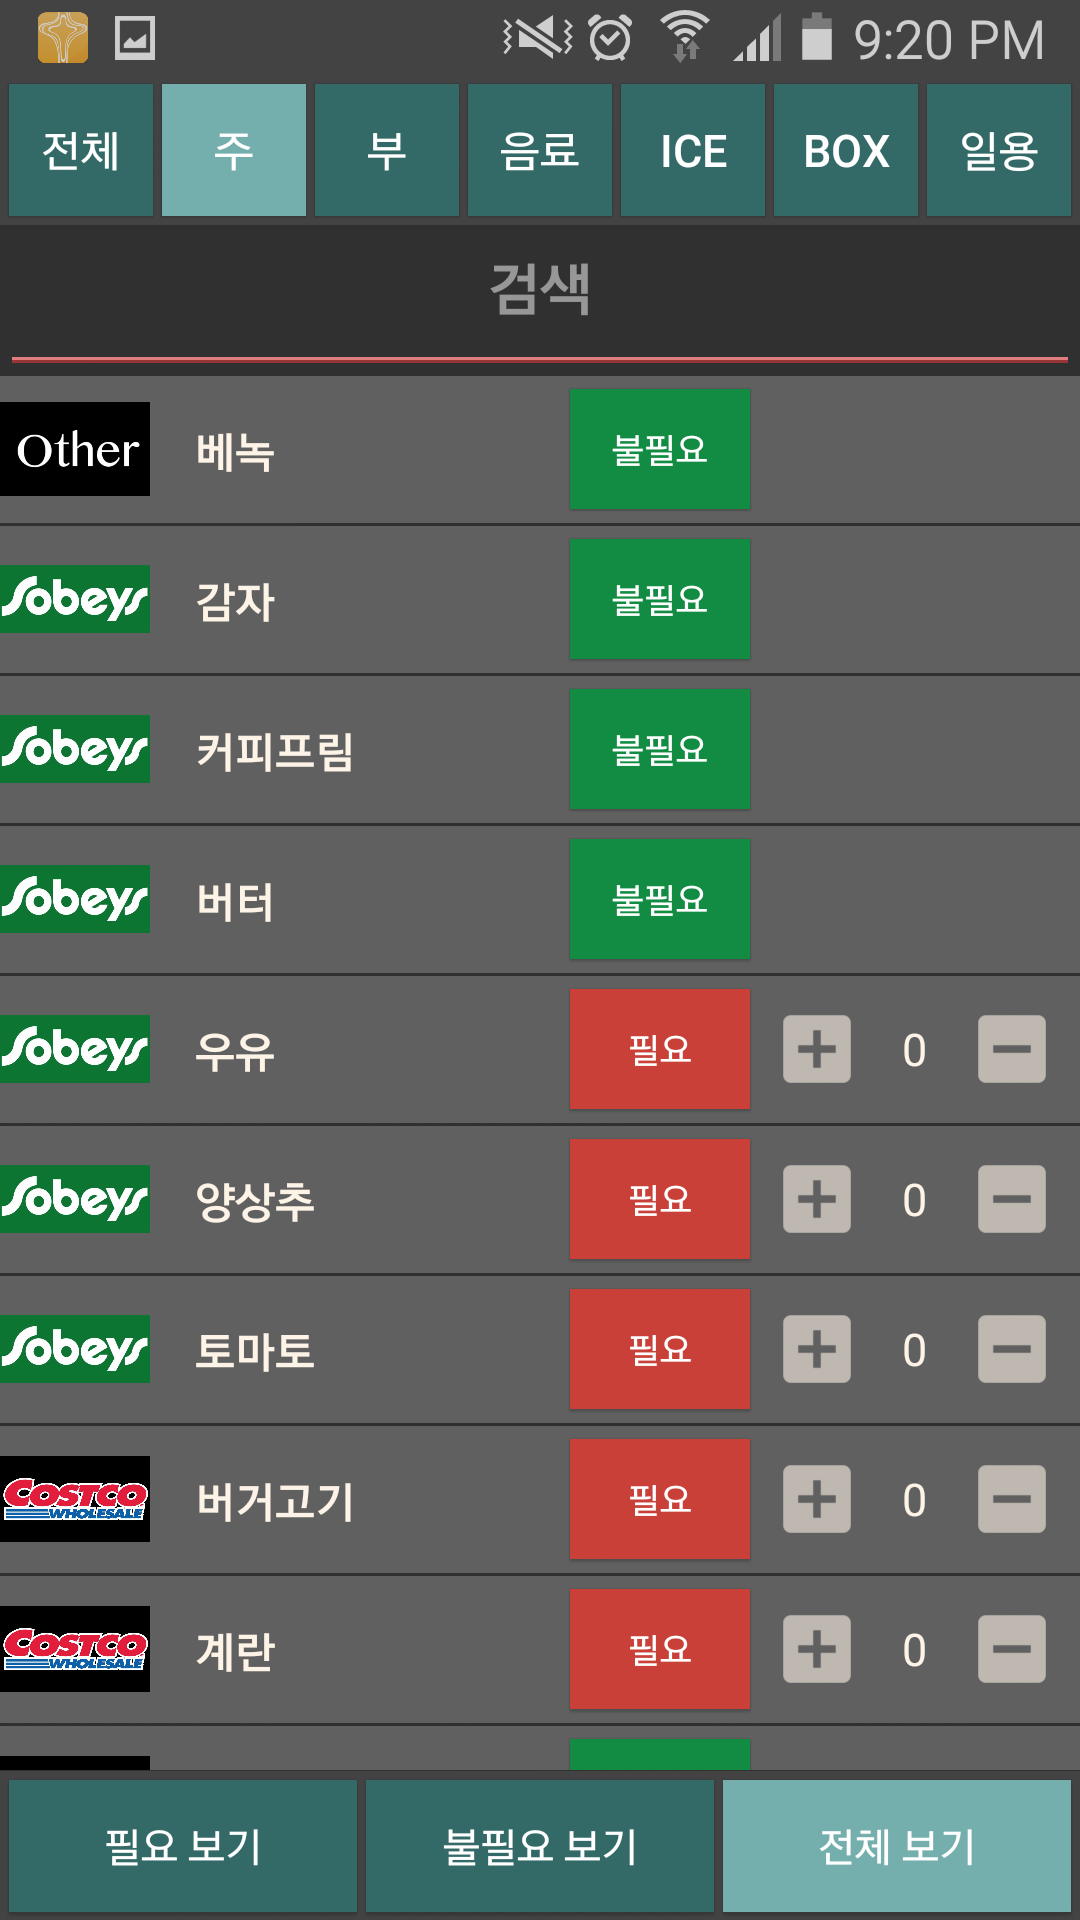 9:20 PM
전체 주 부 음료 ICE BOX 일용
검색
Other 베녹 불필요
Sobeys 감자 불필요
Sobeys 커피프림 불필요
Sobeys 버터 불필요
Sobeys 우유 필요 + 0 −
Sobeys 양상추 필요 + 0 −
Sobeys 토마토 필요 + 0 −
COSTCO WHOLESALE 버거고기 필요 + 0 −
COSTCO WHOLESALE 계란 필요 + 0 −
필요 보기 불필요 보기 전체 보기